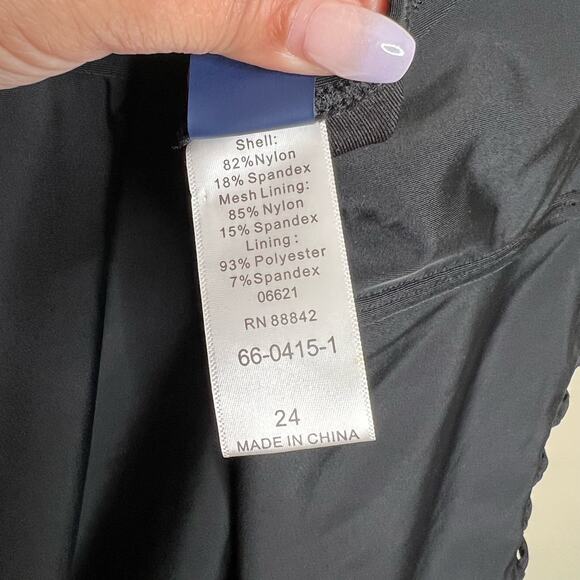 Shell:
82%Nylon
18% Spandex
Mesh Lining:
85% Nylon
15% Spandex
Lining:
93% Polyester
7%Spandex
06621
RN 88842
66-0415-1
24
MADE IN CHINA